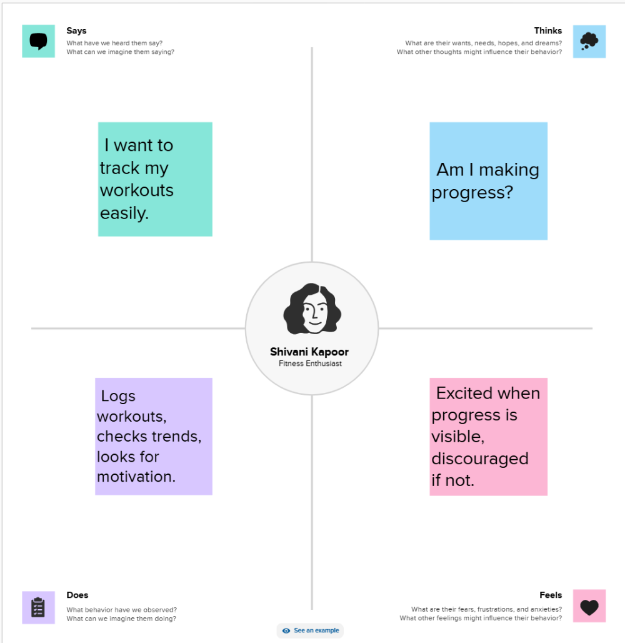 Says
What have we heard them say?
What can we imagine them saying?
Thinks
What are their wants, needs, hopes, and dreams?
What other thoughts might influence their behavior?
I want to
track my
workouts
easily.
Am I making
progress?
Shivani Kapoor
Fitness Enthusiast
Logs
workouts,
checks trends,
looks for
motivation.
Excited when
progress is
visible,
discouraged
if not.
Does
What behavior have we observed?
What can we imagine them doing?
Feels
What are their fears, frustrations, and anxieties?
What other feelings might influence their behavior?
See an example